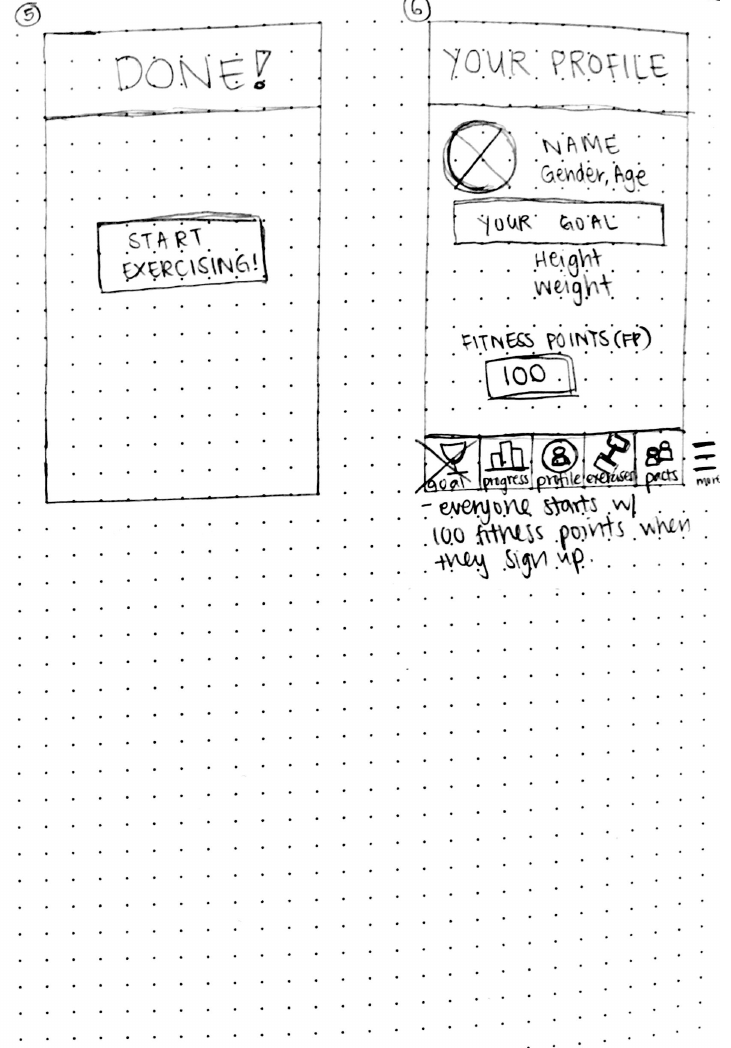 5
DONE!
START
EXERCISING!
6
YOUR PROFILE
NAME
Gender, Age
YOUR GOAL
Height
weight
FITNESS POINTS (FP)
100
goal progress profile exercises pacts more
- everyone starts w/
100 fitness points when
they sign up.